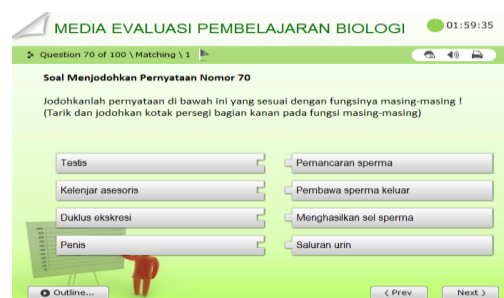 MEDIA EVALUASI PEMBELAJARAN BIOLOGI
01:59:35
Question 70 of 100 \ Matching \ 1
Soal Menjodohkan Pernyataan Nomor 70
Jodohkanlah pernyataan di bawah ini yang sesuai dengan fungsinya masing-masing !
(Tarik dan jodohkan kotak persegi bagian kanan pada fungsi masing-masing)
Testis
Pemancaran sperma
Kelenjar asesoris
Pembawa sperma keluar
Duklus ekskresi
Menghasilkan sel sperma
Penis
Saluran urin
Outline...
< Prev
Next >